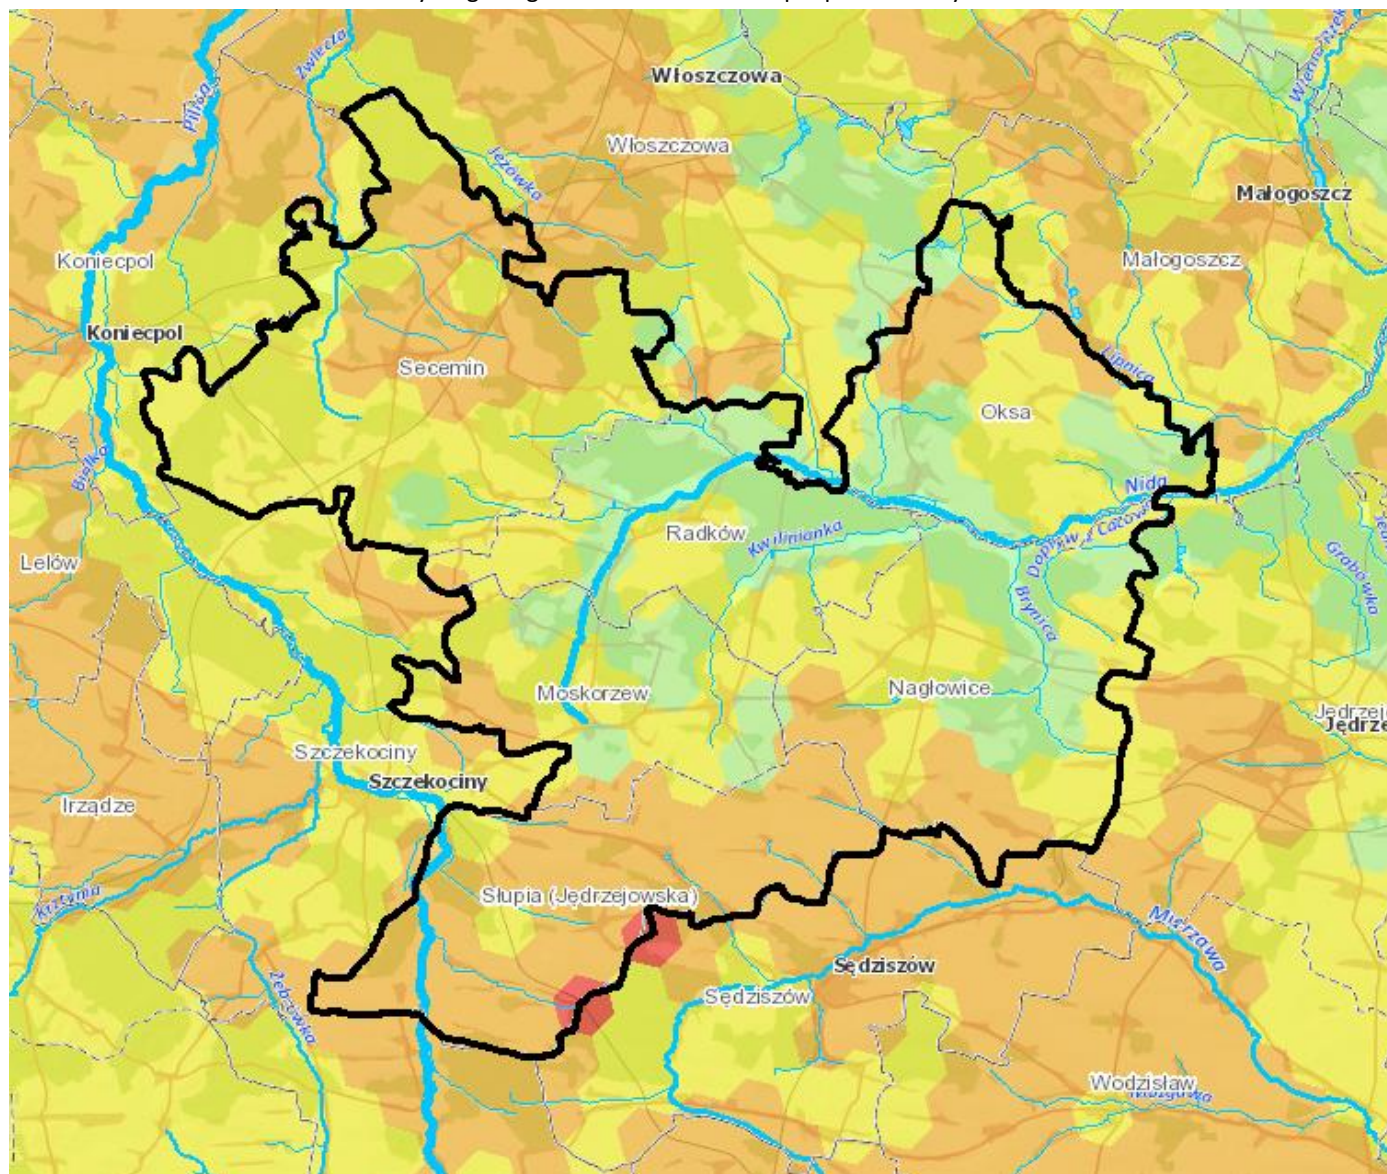 Włoszczowa
Zwlecza
Pilica
Włoszczowa
Jeżówka
Małogoszcz
Koniecpol
Małogoszcz
Koniecpol
Secemin
Lipnica
Oksa
Białka
Nida
Radków
Kwilinianka
Lelów
Grabówka
Brynica
Moskorzew
Nagłowice
Szczekociny
Szczekociny
Irządze
Krztynia
Słupia (Jędrzejowska)
Mierzawa
Sędziszów
Sędziszów
Żebrówka
Wodzisław